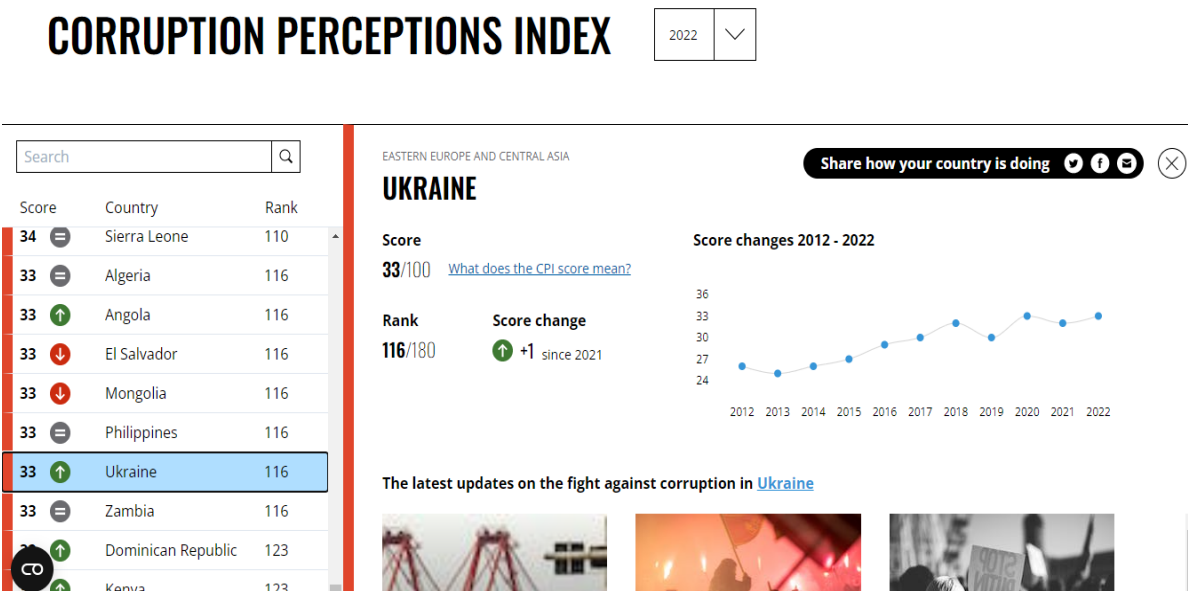 CORRUPTION PERCEPTIONS INDEX
2022
Search
Score Country Rank
34 Sierra Leone 110
33 Algeria 116
33 Angola 116
33 El Salvador 116
33 Mongolia 116
33 Philippines 116
33 Ukraine 116
33 Zambia 116
Dominican Republic 123
Kenya 123
EASTERN EUROPE AND CENTRAL ASIA
UKRAINE
Share how your country is doing
Score
33/100 What does the CPI score mean?
Rank Score change
116/180 +1 since 2021
Score changes 2012 - 2022
36
33
30
27
24
2012 2013 2014 2015 2016 2017 2018 2019 2020 2021 2022
The latest updates on the fight against corruption in Ukraine
STOP